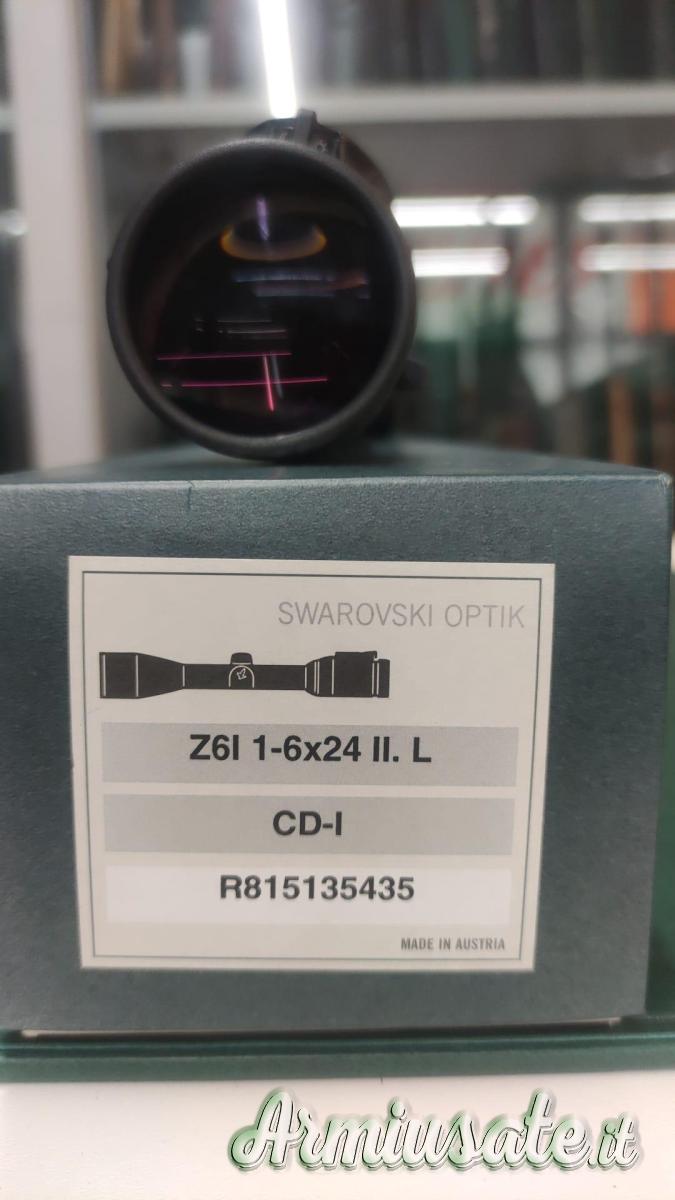 SWAROVSKI OPTIK
Z6I 1-6x24 II. L
CD-I
R815135435
MADE IN AUSTRIA
Armiusate.it